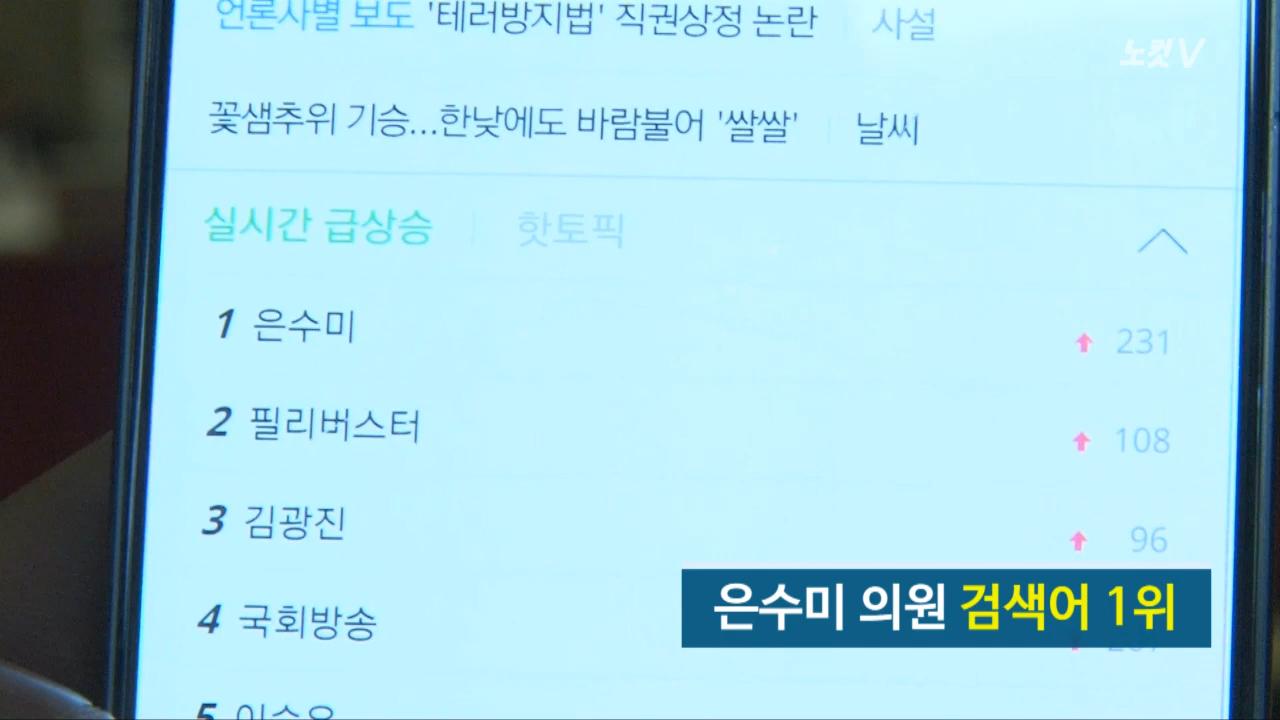 언론사별 보도 '테러방지법' 직권상정 논란 사설
노컷V
꽃샘추위 기승...한낮에도 바람불어 '쌀쌀' 날씨
실시간 급상승 핫토픽
1 은수미 231
2 필리버스터 108
3 김광진 96
4 국회방송
은수미 의원 검색어 1위
5